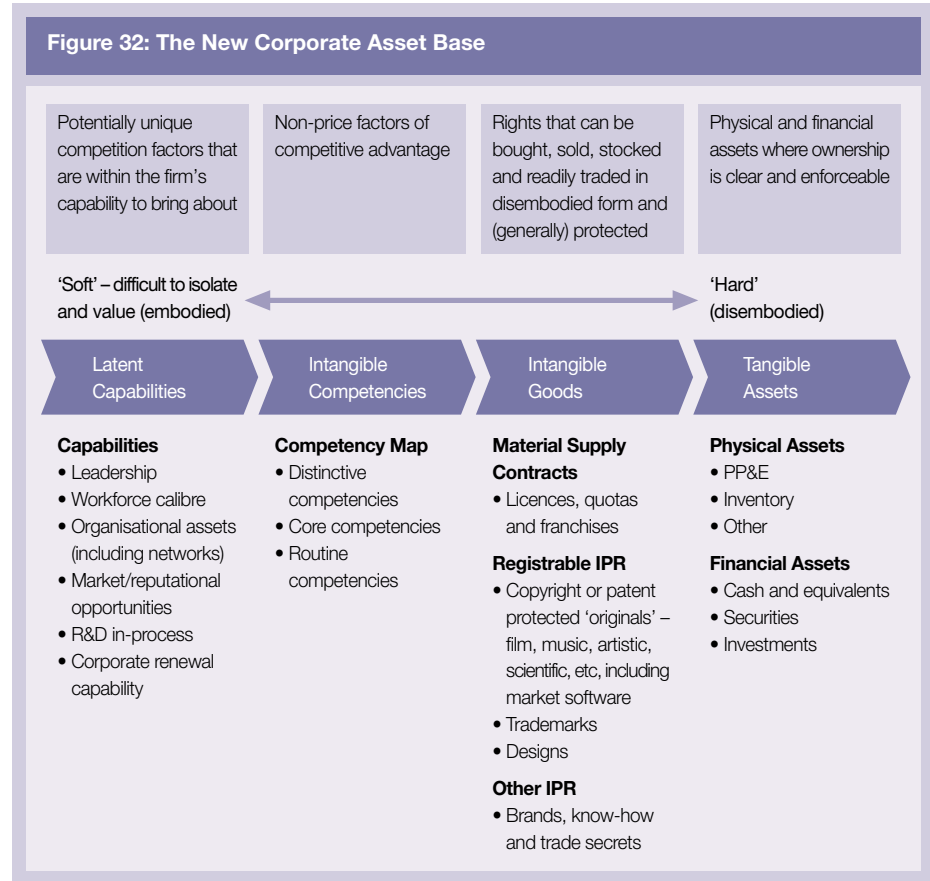 Figure 32: The New Corporate Asset Base
Potentially unique
competition factors that
are within the firm's
capability to bring about
Non-price factors of
competitive advantage
Rights that can be
bought, sold, stocked
and readily traded in
disembodied form and
(generally) protected
Physical and financial
assets where ownership
is clear and enforceable
‘Soft’ – difficult to isolate
and value (embodied)
‘Hard’
(disembodied)
Latent
Capabilities
Intangible
Competencies
Intangible
Goods
Tangible
Assets
Capabilities
• Leadership
• Workforce calibre
• Organisational assets
(including networks)
• Market/reputational
opportunities
• R&D in-process
• Corporate renewal
capability
Competency Map
• Distinctive
competencies
• Core competencies
• Routine
competencies
Material Supply
Contracts
• Licences, quotas
and franchises
Registrable IPR
• Copyright or patent
protected ‘originals’ –
film, music, artistic,
scientific, etc, including
market software
• Trademarks
• Designs
Other IPR
• Brands, know-how
and trade secrets
Physical Assets
• PP&E
• Inventory
• Other
Financial Assets
• Cash and equivalents
• Securities
• Investments